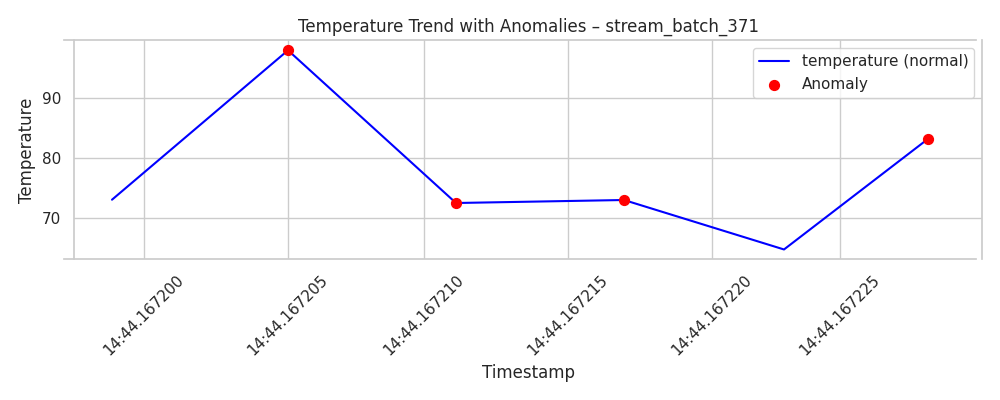 Temperature Trend with Anomalies – stream_batch_371
temperature (normal)
Anomaly
Temperature
90
80
70
14:44.167200
14:44.167205
14:44.167210
14:44.167215
14:44.167220
14:44.167225
Timestamp